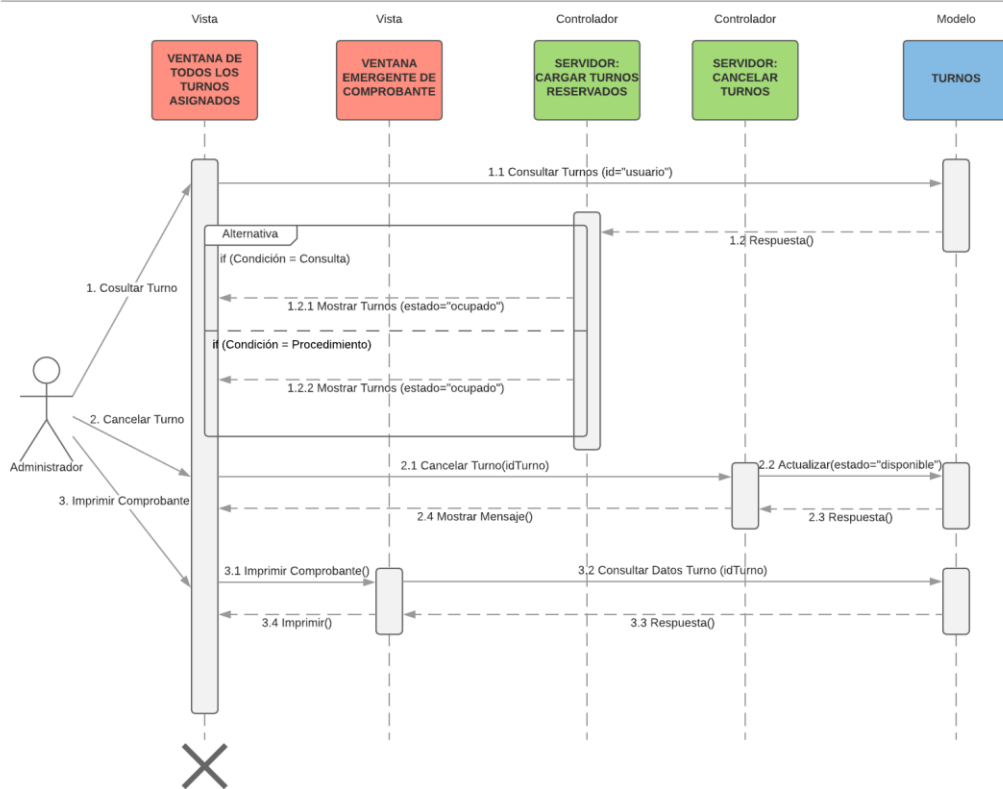 Vista
Vista
Controlador
Controlador
Modelo
VENTANA DE
TODOS LOS
TURNOS
ASIGNADOS
VENTANA
EMERGENTE DE
COMPROBANTE
SERVIDOR:
CARGAR TURNOS
RESERVADOS
SERVIDOR:
CANCELAR
TURNOS
TURNOS
1.1 Consultar Turnos (id="usuario")
Alternativa
1.2 Respuesta()
if (Condición = Consulta)
1. Cosultar Turno
1.2.1 Mostrar Turnos (estado="ocupado")
if (Condición = Procedimiento)
1.2.2 Mostrar Turnos (estado="ocupado")
2. Cancelar Turno
Administrador
2.1 Cancelar Turno(idTurno)
2.2 Actualizar(estado="disponible")
3. Imprimir Comprobante
2.4 Mostrar Mensaje()
2.3 Respuesta()
3.1 Imprimir Comprobante()
3.2 Consultar Datos Turno (idTurno)
3.4 Imprimir()
3.3 Respuesta()